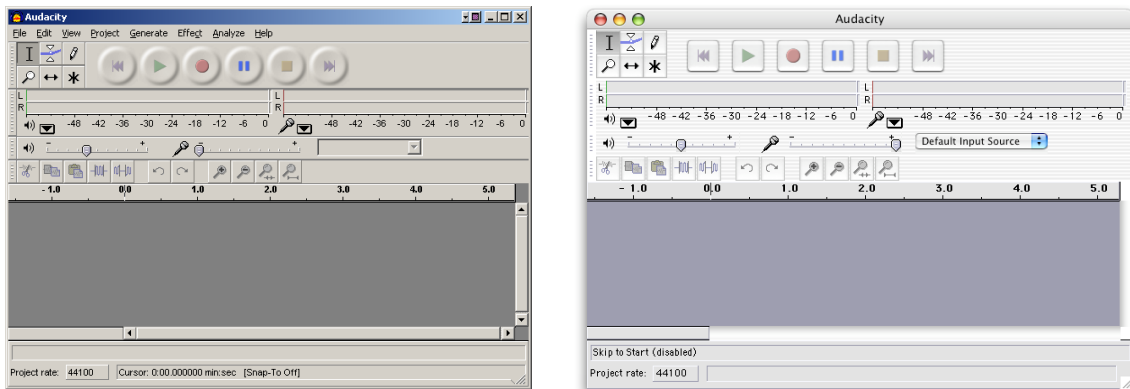 Audacity
File Edit View Project Generate Effect Analyze Help
L
R
L
R
-48 -42 -36 -30 -24 -18 -12 -6 0
-48 -42 -36 -30 -24 -18 -12 -6 0
- +
- +
- 1.0 0.0 1.0 2.0 3.0 4.0 5.0
Project rate: 44100 Cursor: 0:00.000000 min:sec [Snap-To Off]
Audacity
L
R
L
R
-48 -42 -36 -30 -24 -18 -12 -6 0
-48 -42 -36 -30 -24 -18 -12 -6 0
- +
- +
Default Input Source
- 1.0 0.0 1.0 2.0 3.0 4.0 5.0
Skip to Start (disabled)
Project rate: 44100